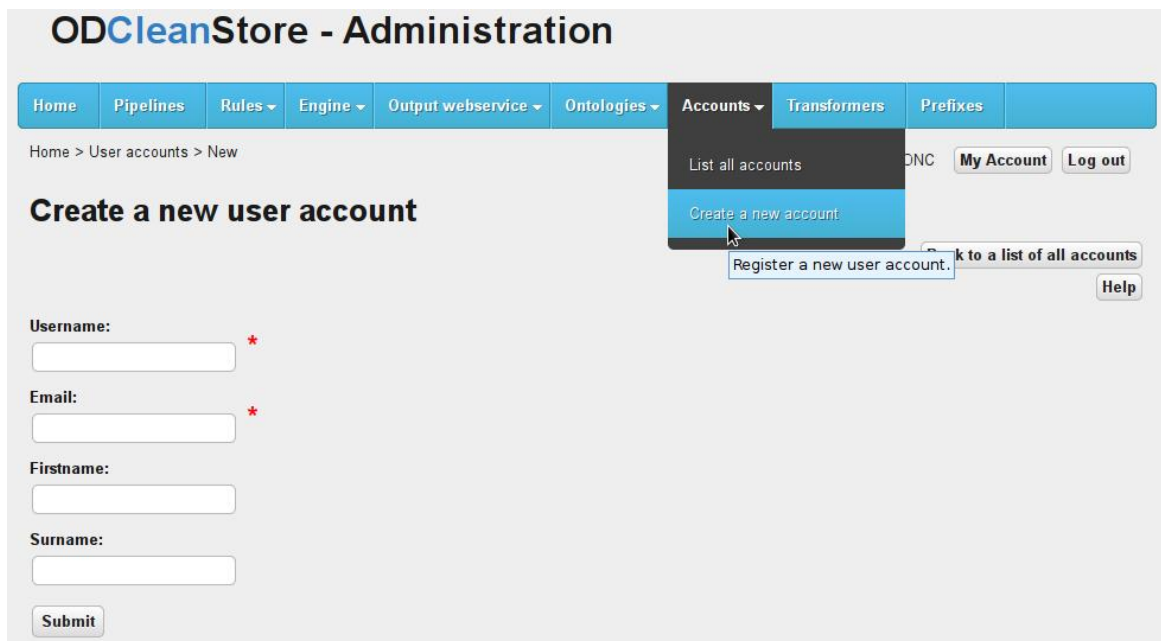 ODCleanStore - Administration
Home Pipelines Rules Engine Output webservice Ontologies Accounts Transformers Prefixes
Home > User accounts > New
List all accounts
My Account Log out
Create a new user account
Create a new account
to a list of all accounts
Register a new user account.
Help
Username:
*
Email:
*
Firstname:
Surname:
Submit